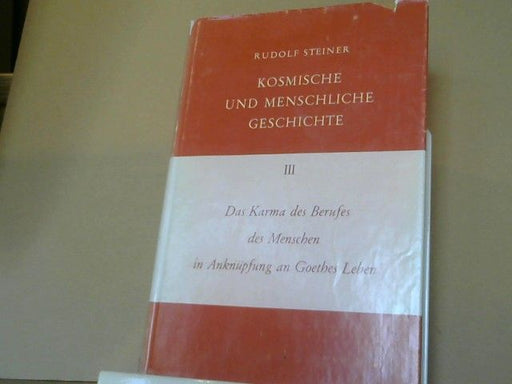 RUDOLF STEINER
KOSMISCHE
UND MENSCHLICHE
GESCHICHTE
III
Das Karma des Berufes
des Menschen
in Anknüpfung an Goethes Leben